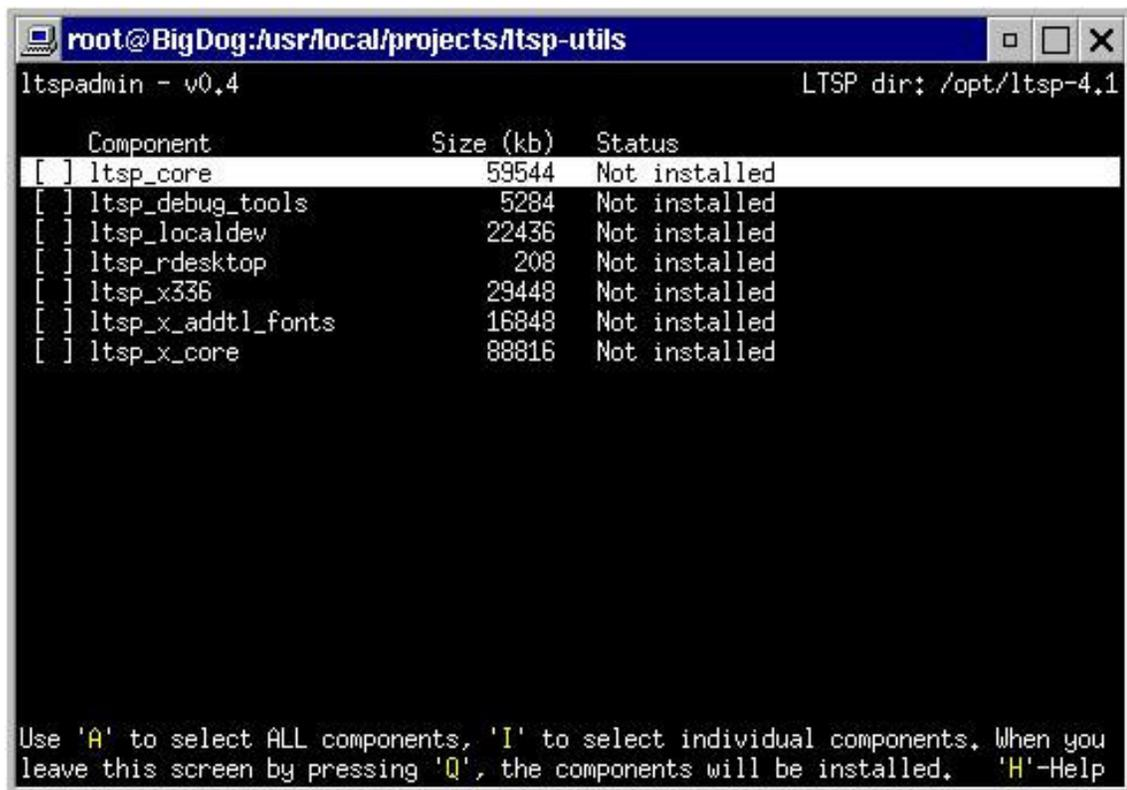 root@BigDog:/usr/local/projects/ltsp-utils
ltspadmin - v0.4 LTSP dir: /opt/ltsp-4.1
Component Size (kb) Status
[ ] ltsp_core 59544 Not installed
[ ] ltsp_debug_tools 5284 Not installed
[ ] ltsp_localdev 22436 Not installed
[ ] ltsp_rdesktop 208 Not installed
[ ] ltsp_x336 29448 Not installed
[ ] ltsp_x_addtl_fonts 16848 Not installed
[ ] ltsp_x_core 88816 Not installed
Use 'A' to select ALL components, 'I' to select individual components. When you
leave this screen by pressing 'Q', the components will be installed. 'H'-Help